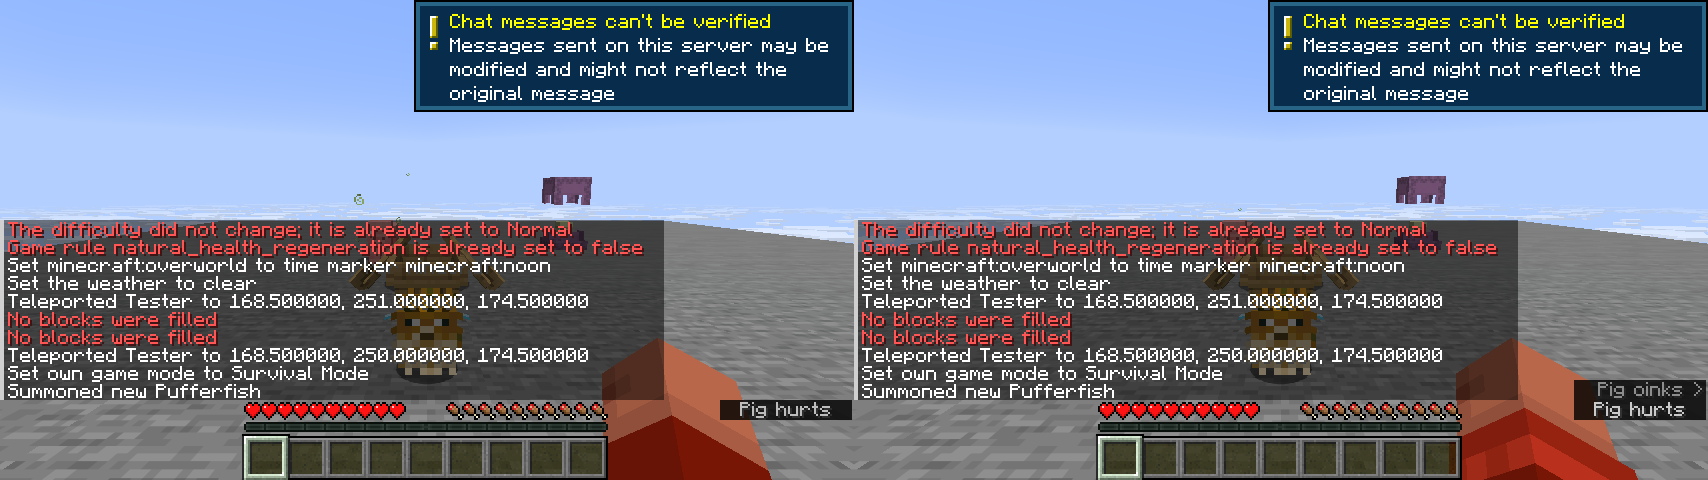 Chat messages can't be verified
Messages sent on this server may be
modified and might not reflect the
original message
The difficulty did not change; it is already set to Normal
Game rule natural_health_regeneration is already set to false
Set minecraft:overworld to time marker minecraft:noon
Set the weather to clear
Teleported Tester to 168.500000, 251.000000, 174.500000
No blocks were filled
No blocks were filled
Teleported Tester to 168.500000, 250.000000, 174.500000
Set own game mode to Survival Mode
Summoned new Pufferfish
Pig hurts
Chat messages can't be verified
Messages sent on this server may be
modified and might not reflect the
original message
The difficulty did not change; it is already set to Normal
Game rule natural_health_regeneration is already set to false
Set minecraft:overworld to time marker minecraft:noon
Set the weather to clear
Teleported Tester to 168.500000, 251.000000, 174.500000
No blocks were filled
No blocks were filled
Teleported Tester to 168.500000, 250.000000, 174.500000
Set own game mode to Survival Mode
Summoned new Pufferfish
Pig oinks >
Pig hurts